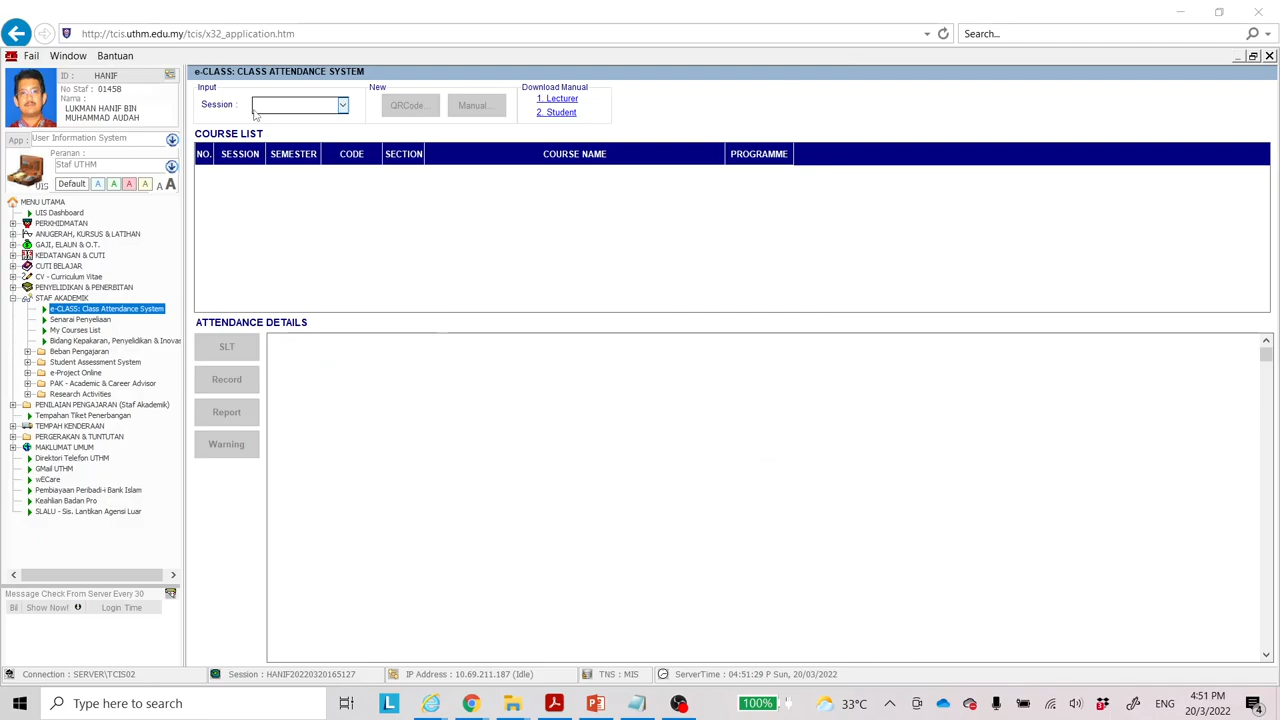 http://tcis.uthm.edu.my/tcis/x32_application.htm
Search...
Fail Window Bantuan
ID : HANIF
No Staf : 01458
Nama :
LUKMAN HANIF BIN
MUHAMMAD AUDAH
App : User Information System
Peranan :
Staf UTHM
UIS
Default A A A A A A
MENU UTAMA
UIS Dashboard
PERKHIDMATAN
ANUGERAH, KURSUS & LATIHAN
GAJI, ELAUN & O.T.
KEDATANGAN & CUTI
CUTI BELAJAR
CV - Curriculum Vitae
PENYELIDIKAN & PENERBITAN
STAF AKADEMIK
e-CLASS: Class Attendance System
Senarai Penyeliaan
My Courses List
Bidang Kepakaran, Penyelidikan & Inovas
Beban Pengajaran
Student Assessment System
e-Project Online
PAK - Academic & Career Advisor
Research Activities
PENILAIAN PENGAJARAN (Staf Akademik)
Tempahan Tiket Penerbangan
TEMPAH KENDERAAN
PERGERAKAN & TUNTUTAN
MAKLUMAT UMUM
Direktori Telefon UTHM
GMail UTHM
wECare
Pembiayaan Peribadi-i Bank Islam
Keahlian Badan Pro
SLALU - Sis. Lantikan Agensi Luar
Message Check From Server Every 30
Bil Show Now! Login Time
e-CLASS: CLASS ATTENDANCE SYSTEM
Input
Session :
New
QRCode... Manual...
Download Manual
1. Lecturer
2. Student
COURSE LIST
NO. SESSION SEMESTER CODE SECTION COURSE NAME PROGRAMME
ATTENDANCE DETAILS
SLT
Record
Report
Warning
Connection : SERVER\TCIS02 Session : HANIF20220320165127 IP Address : 10.69.211.187 (Idle) TNS : MIS ServerTime : 04:51:29 P Sun, 20/03/2022
Type here to search
L
100%
33°C
ENG
4:51 PM
20/3/2022
4